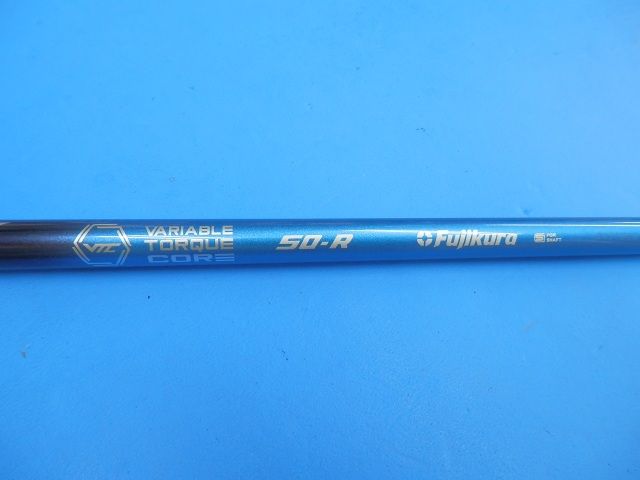 VTC
VARIABLE
TORQUE
CORE
50-R
Fujikura
FOR
SHAFT